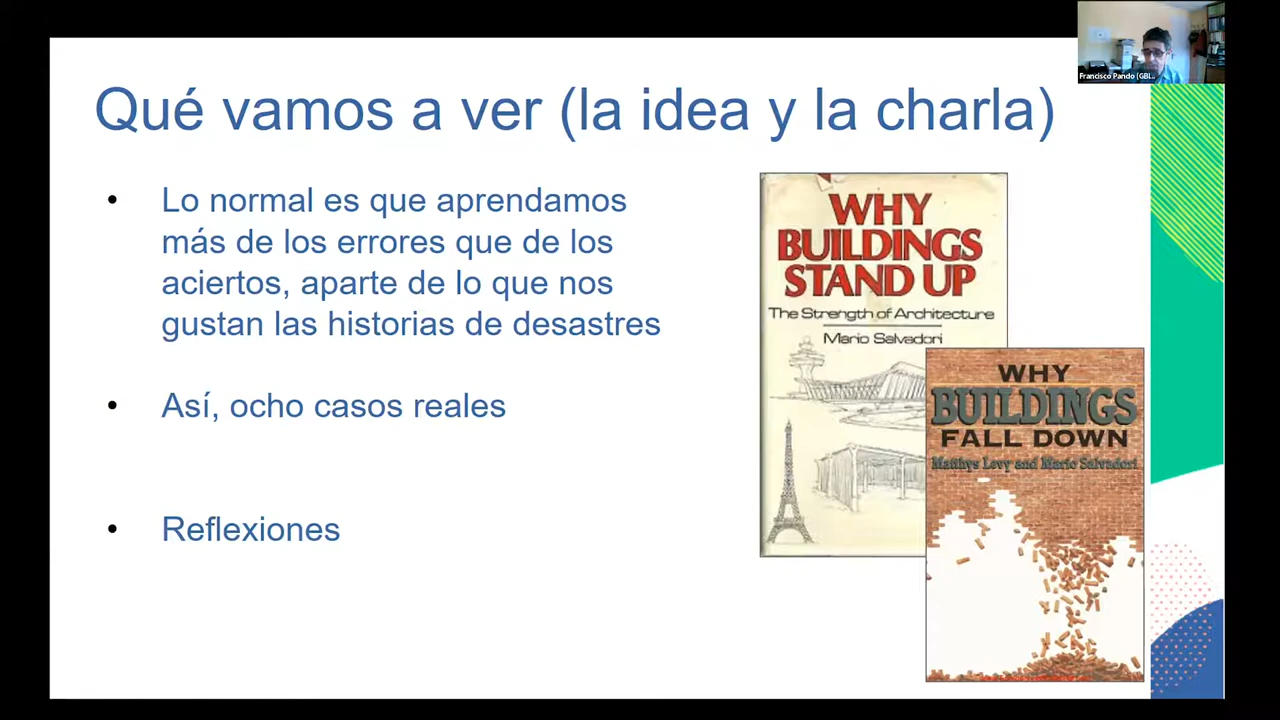 Francisco Pando (GBI...
Qué vamos a ver (la idea y la charla)
• Lo normal es que aprendamos
más de los errores que de los
aciertos, aparte de lo que nos
gustan las historias de desastres
• Así, ocho casos reales
• Reflexiones
WHY
BUILDINGS
STAND UP
The Strength of Architecture
Mario Salvadori
WHY
BUILDINGS
FALL DOWN
Matthys Levy and Mario Salvadori